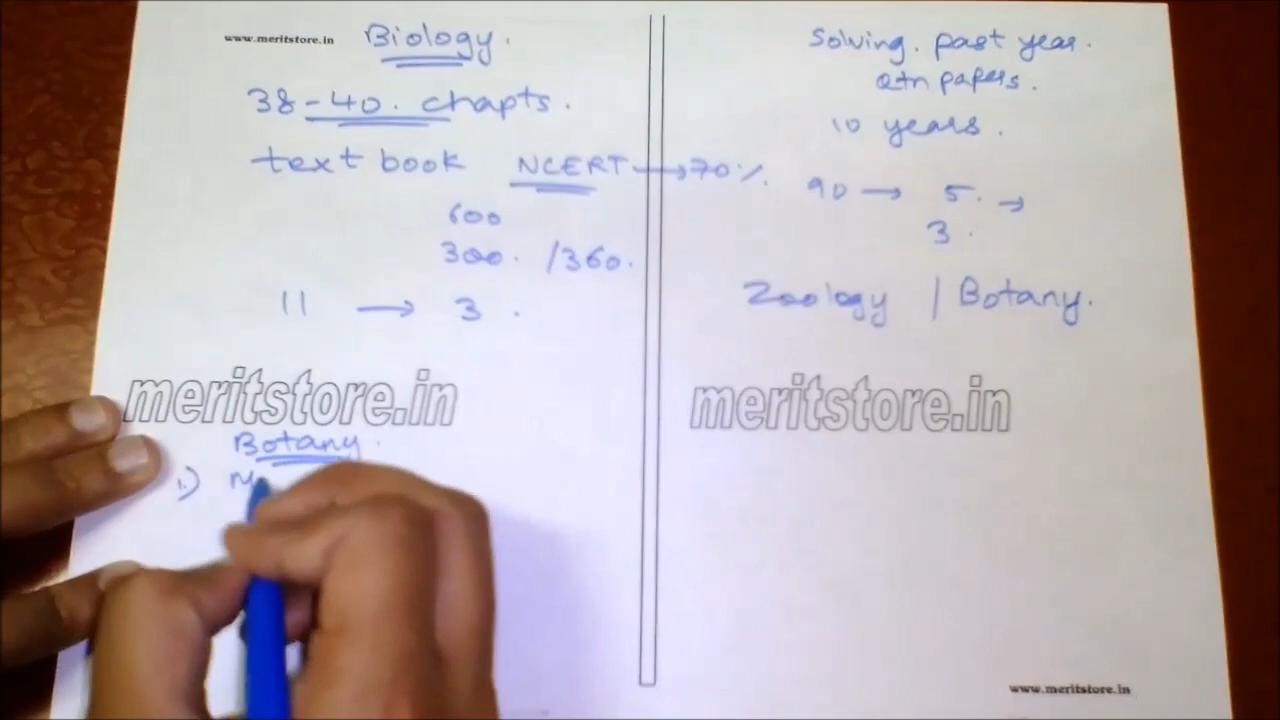 www.meritstore.in
Biology.
38-40. chapts.
text book NCERT → 70%.
600
300. /360.
11 → 3.
meritstore.in
Botany.
1.)
Solving. past year.
Qtn papers.
10 years.
90 → 5. →
3.
Zoology / Botany.
meritstore.in
www.meritstore.in